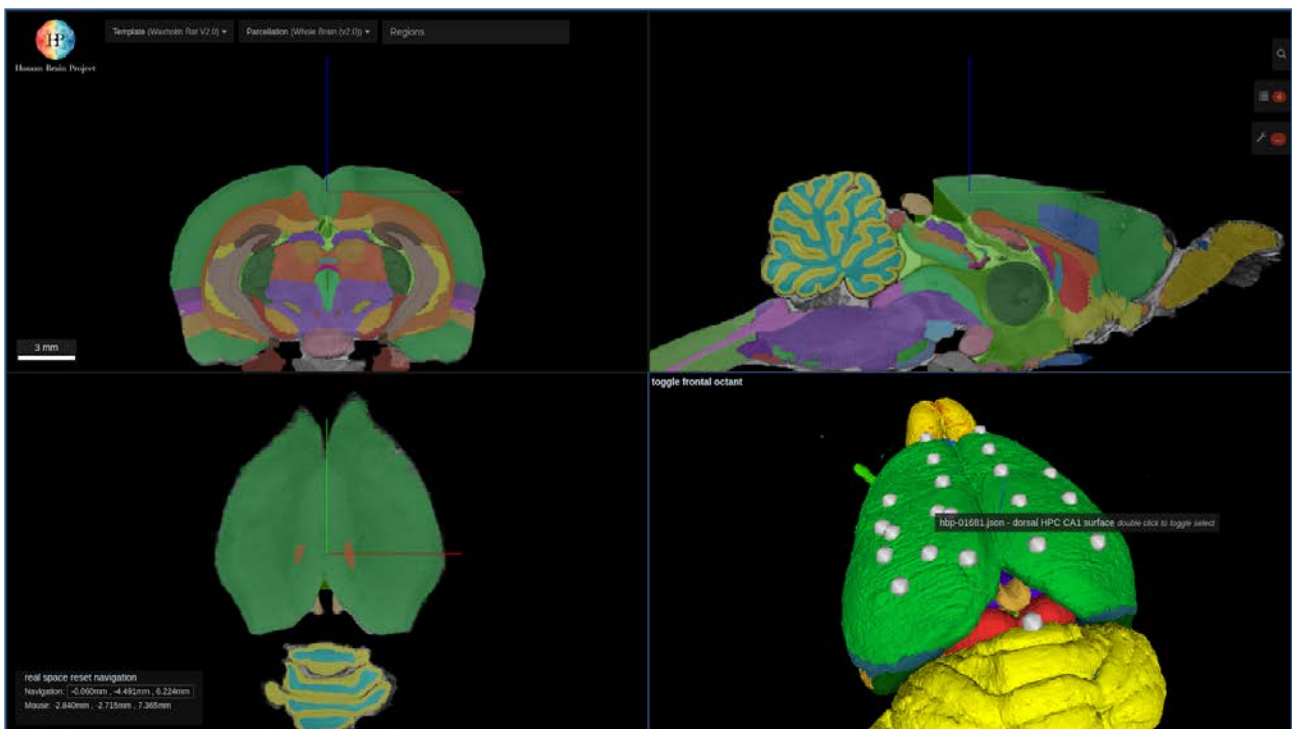 HP
Human Brain Project
Template (Waxholm Rat V2.0)
Parcellation (Whole Brain (v2.0))
Regions
3 mm
toggle frontal octant
hbp-01681.json - dorsal HPC CA1 surface double click to toggle select
real space reset navigation
Navigation: -0.060mm , -4.491mm , 6.224mm
Mouse: -2.840mm , -2.715mm , 7.365mm